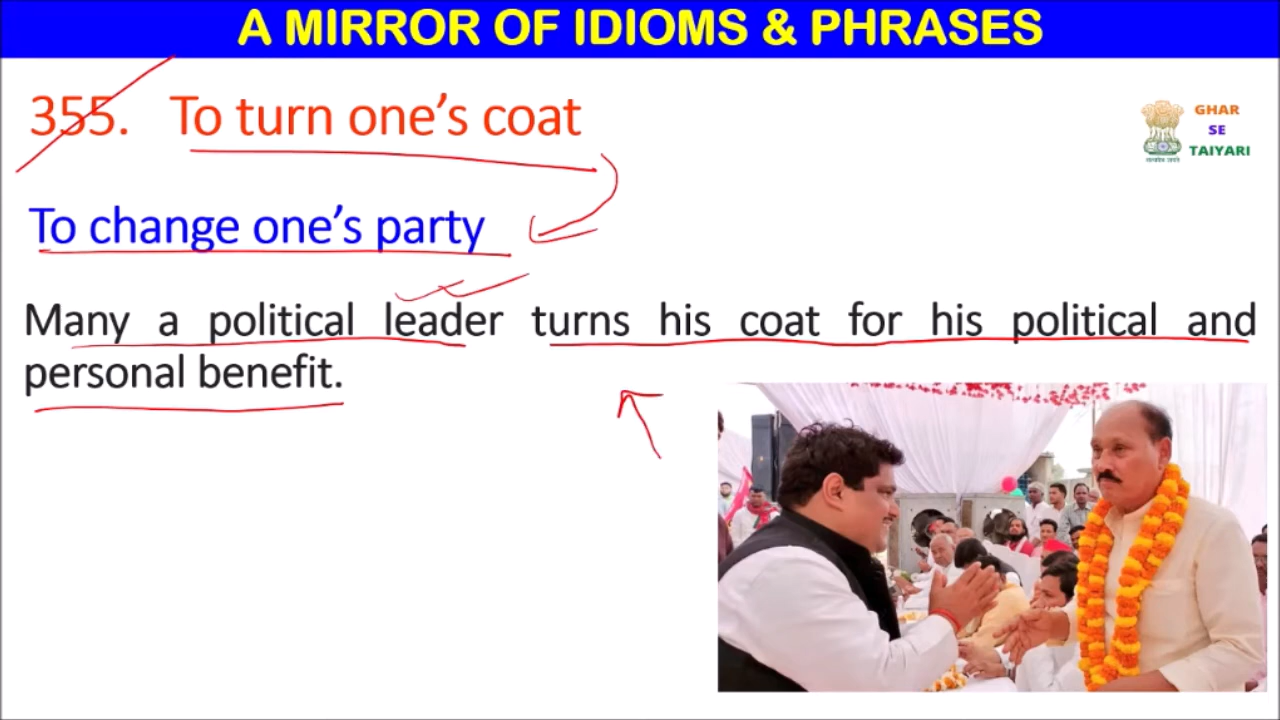 A MIRROR OF IDIOMS & PHRASES
355. To turn one's coat
GHAR
SE
TAIYARI
To change one's party
Many a political leader turns his coat for his political and
personal benefit.